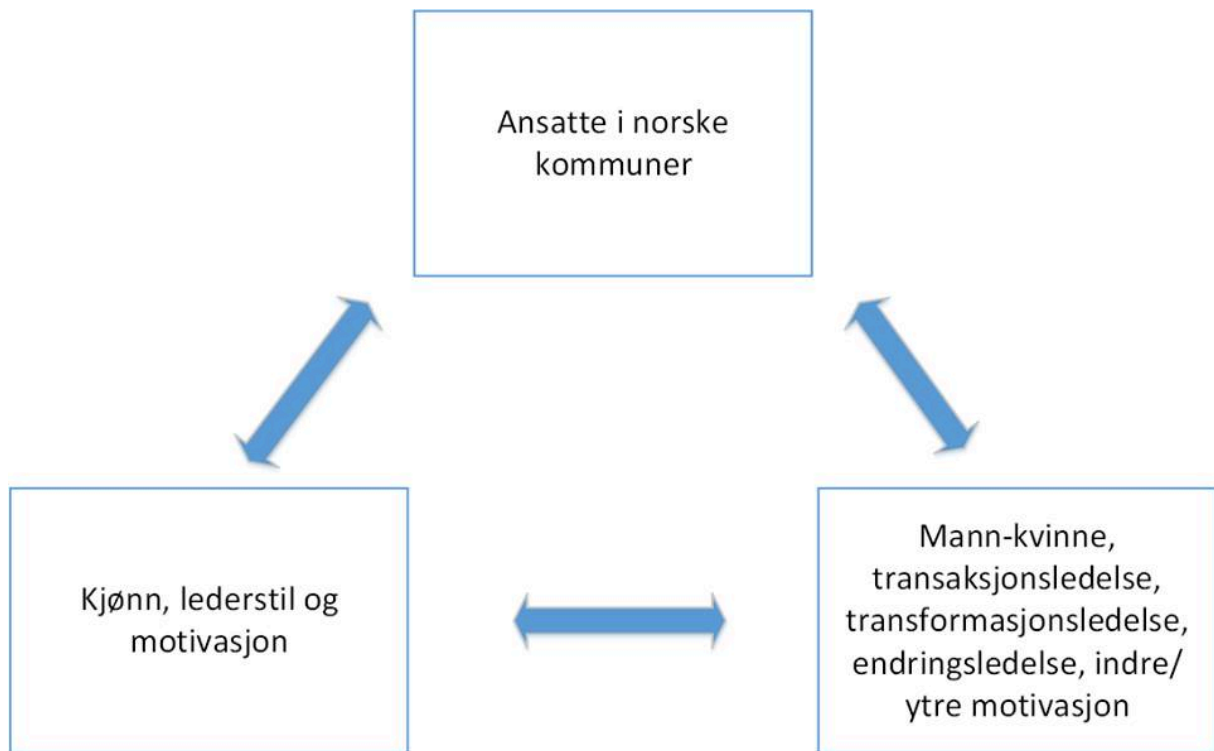 Ansatte i norske
kommuner
Kjønn, lederstil og
motivasjon
Mann-kvinne,
transaksjonsledelse,
transformasjonsledelse,
endringsledelse, indre/
ytre motivasjon